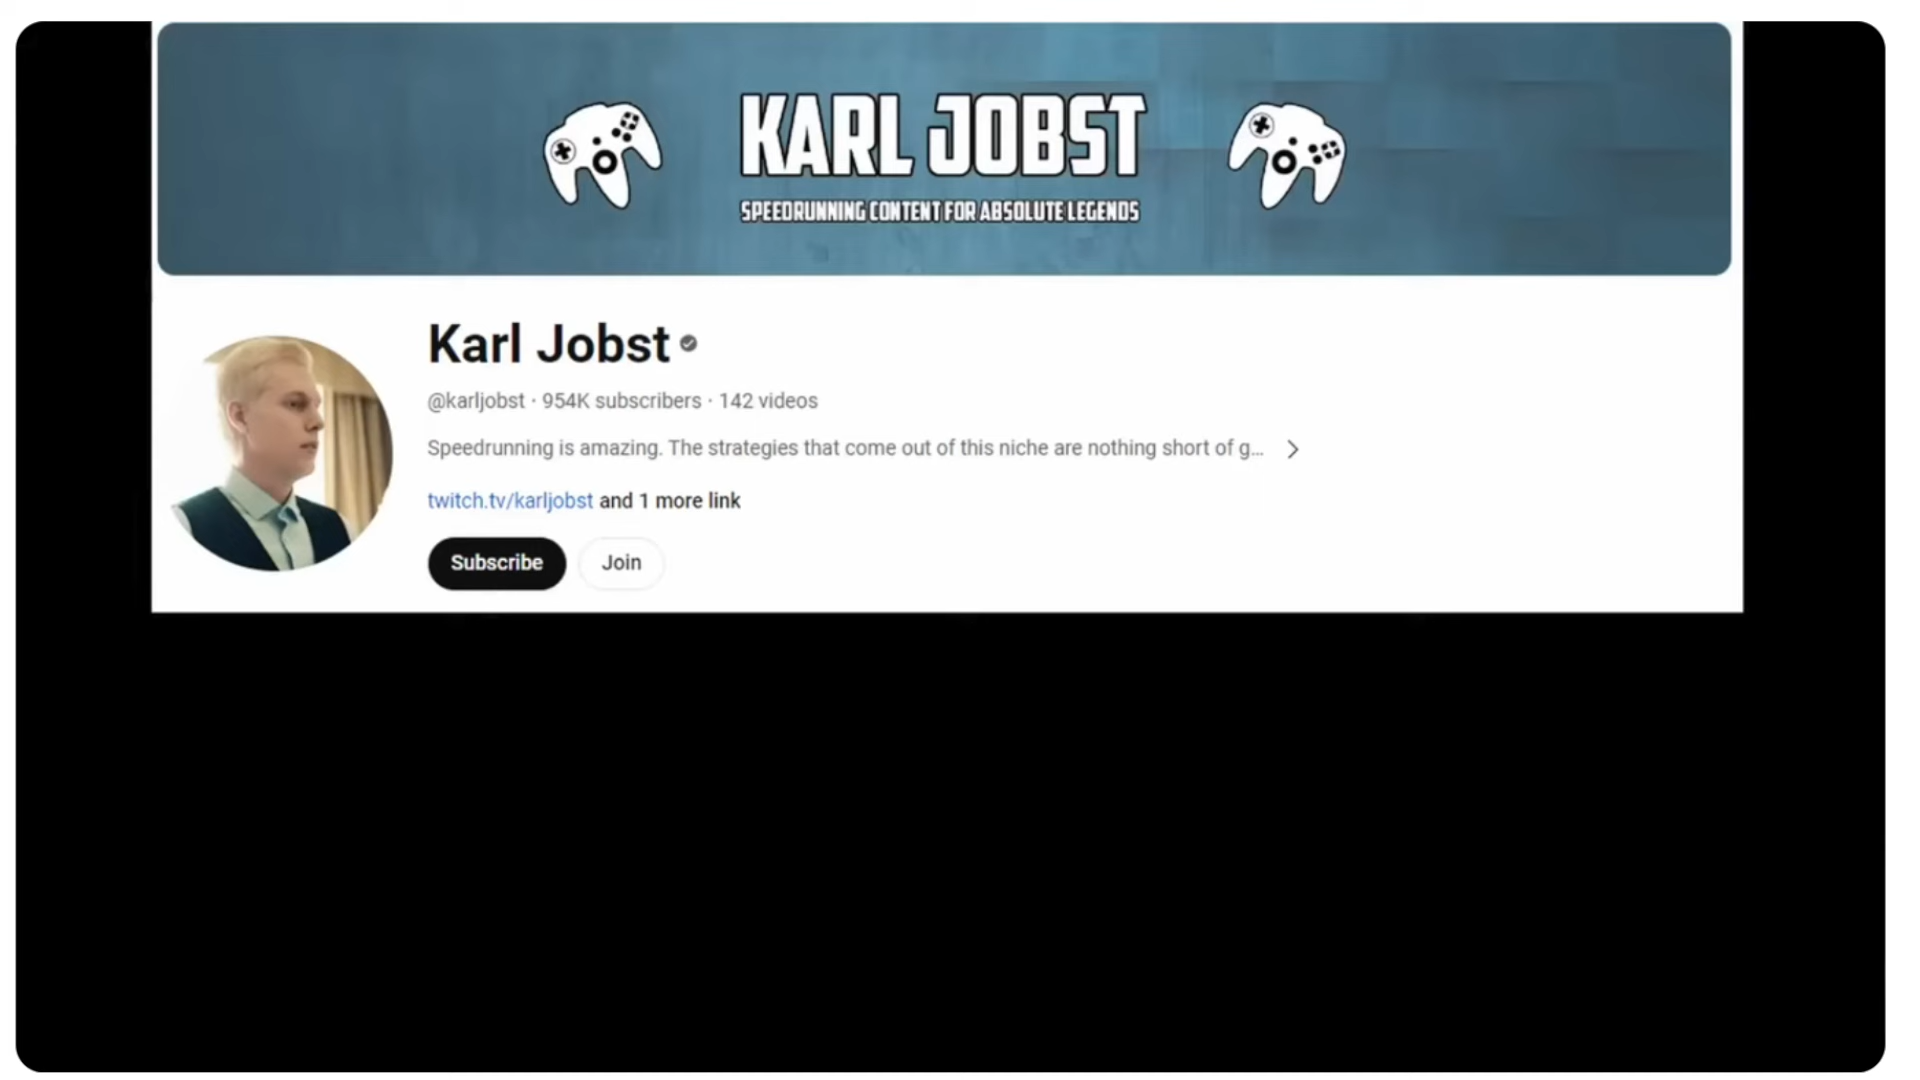 KARL JOBST
SPEEDRUNNING CONTENT FOR ABSOLUTE LEGENDS
Karl Jobst
@karljobst · 954K subscribers · 142 videos
Speedrunning is amazing. The strategies that come out of this niche are nothing short of g...
twitch.tv/karljobst and 1 more link
Subscribe Join